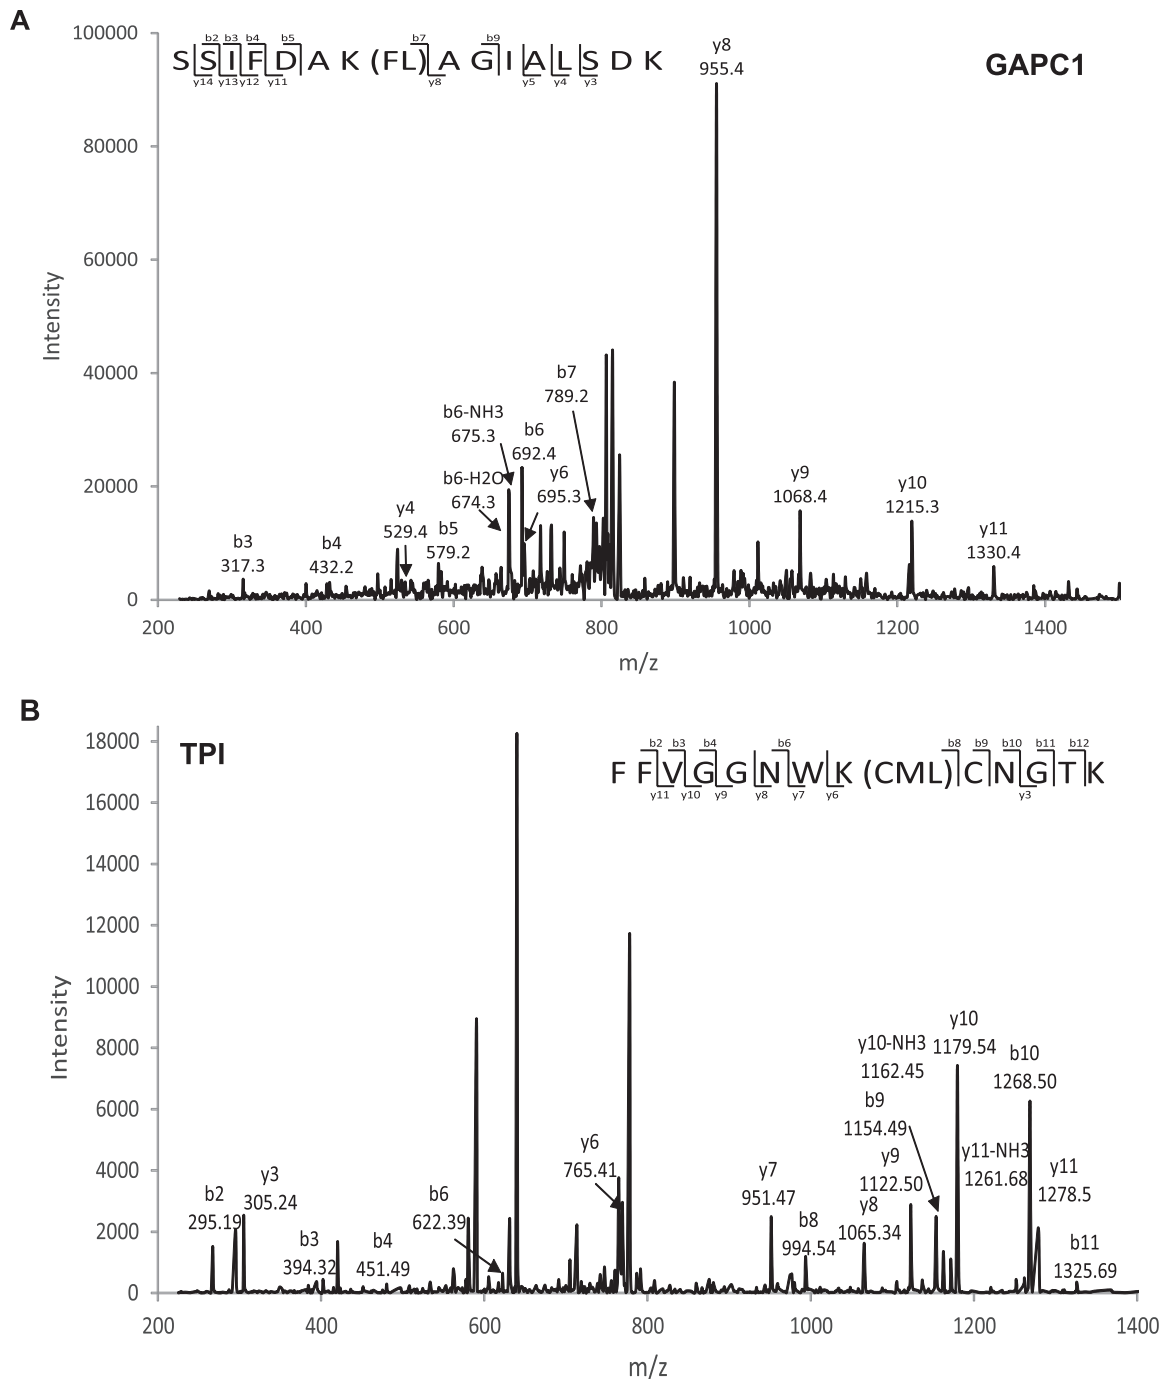 A
100000
80000
60000
40000
20000
0
Intensity
200
400
600
800
1000
1200
1400
m/z
b2 b3 b4 b5 b7 b9
S S I F D A K (FL) A G I A L S D K
y14 y13 y12 y11 y8 y5 y4 y3
GAPC1
y8
955.4
b7
789.2
b6-NH3
675.3
b6
692.4
b6-H2O
674.3
y6
695.3
y4
529.4
b5
579.2
b3
317.3
b4
432.2
y9
1068.4
y10
1215.3
y11
1330.4
B
18000
16000
14000
12000
10000
8000
6000
4000
2000
0
Intensity
200
400
600
800
1000
1200
1400
m/z
TPI
b2 b3 b4 b6 b8 b9 b10 b11 b12
F F V G G N W K (CML) C N G T K
y11 y10 y9 y8 y7 y6 y3
b2
295.19
y3
305.24
b3
394.32
b4
451.49
b6
622.39
y6
765.41
y7
951.47
b8
994.54
y8
1065.34
y9
1122.50
b9
1154.49
y10-NH3
1162.45
y10
1179.54
b10
1268.50
y11-NH3
1261.68
y11
1278.5
b11
1325.69